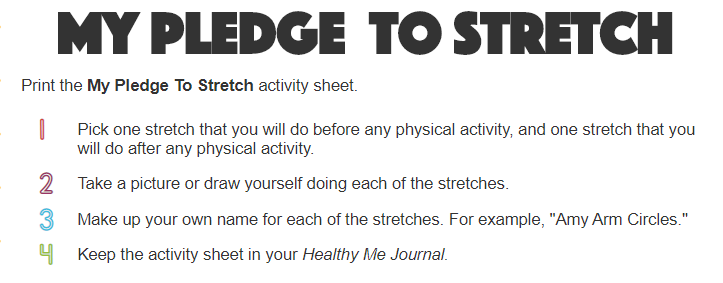 MY PLEDGE TO STRETCH
Print the My Pledge To Stretch activity sheet.
1 Pick one stretch that you will do before any physical activity, and one stretch that you
will do after any physical activity.
2 Take a picture or draw yourself doing each of the stretches.
3 Make up your own name for each of the stretches. For example, "Amy Arm Circles."
4 Keep the activity sheet in your Healthy Me Journal.